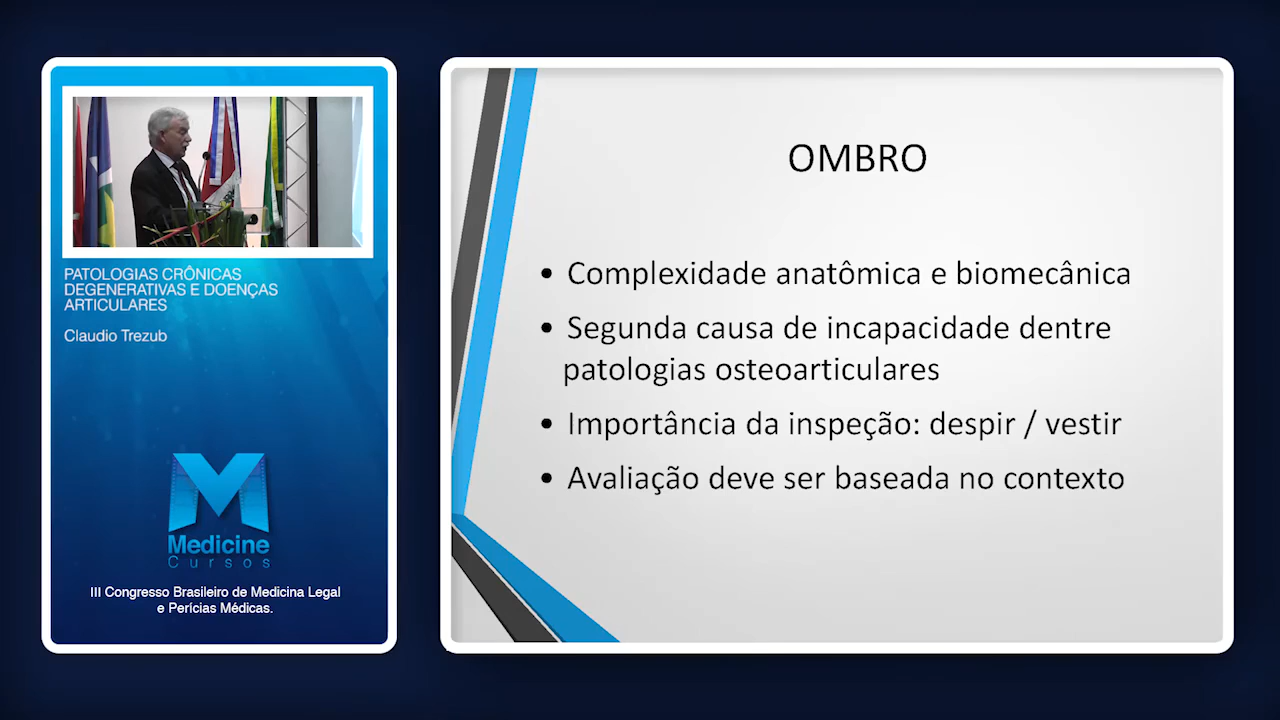 PATOLOGIAS CRÔNICAS
DEGENERATIVAS E DOENÇAS
ARTICULARES
Claudio Trezub
Medicine
Cursos
III Congresso Brasileiro de Medicina Legal
e Perícias Médicas.
OMBRO
• Complexidade anatômica e biomecânica
• Segunda causa de incapacidade dentre
patologias osteoarticulares
• Importância da inspeção: despir / vestir
• Avaliação deve ser baseada no contexto